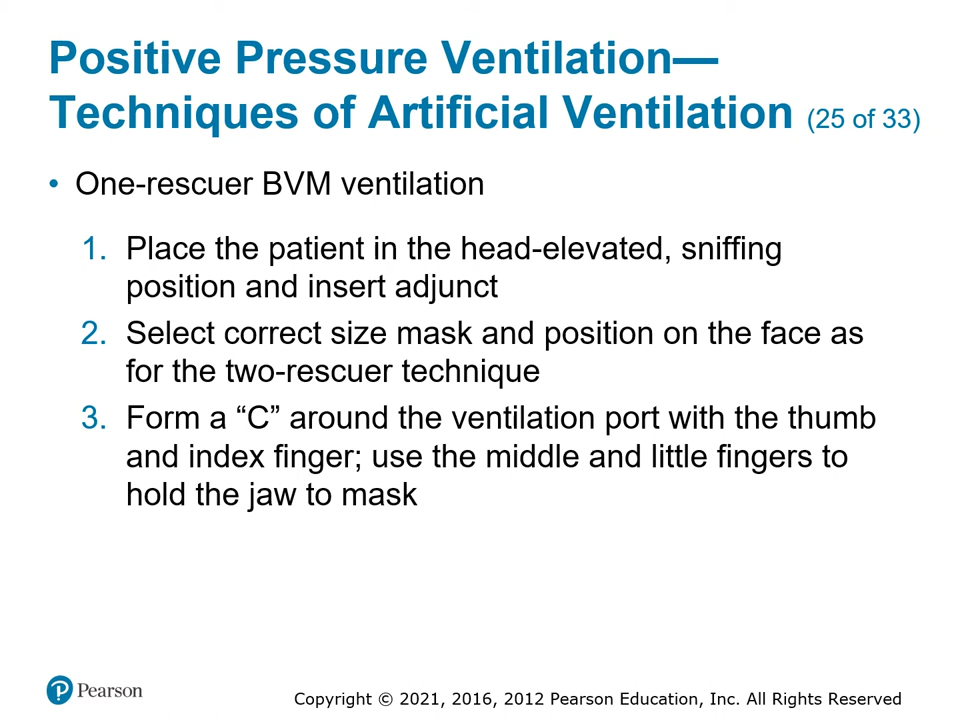 Positive Pressure Ventilation—
Techniques of Artificial Ventilation (25 of 33)
• One-rescuer BVM ventilation
1. Place the patient in the head-elevated, sniffing
position and insert adjunct
2. Select correct size mask and position on the face as
for the two-rescuer technique
3. Form a “C” around the ventilation port with the thumb
and index finger; use the middle and little fingers to
hold the jaw to mask
Pearson
Copyright © 2021, 2016, 2012 Pearson Education, Inc. All Rights Reserved